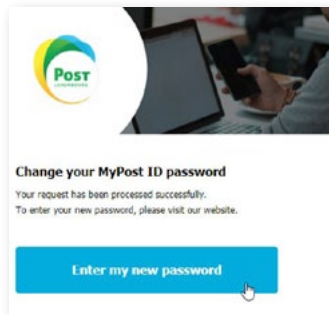 POST
LUXEMBOURG
Change your MyPost ID password
Your request has been processed successfully.
To enter your new password, please visit our website.
Enter my new password